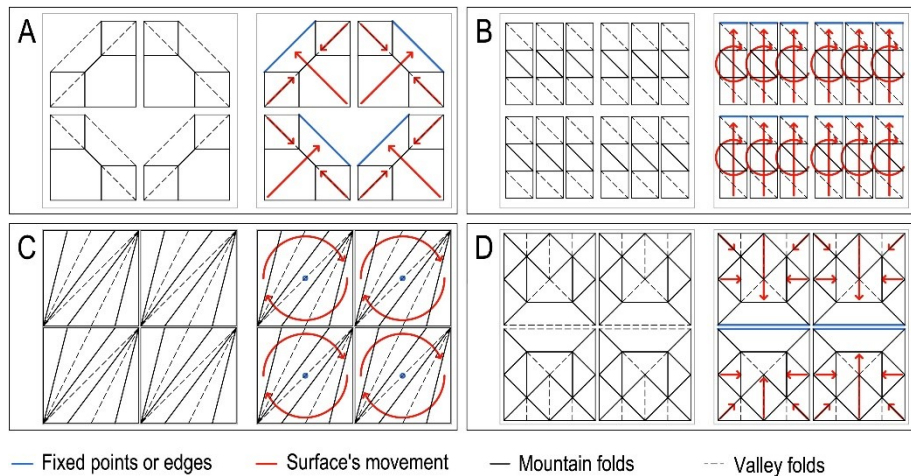 A
B
C
D
Fixed points or edges
Surface's movement
Mountain folds
Valley folds